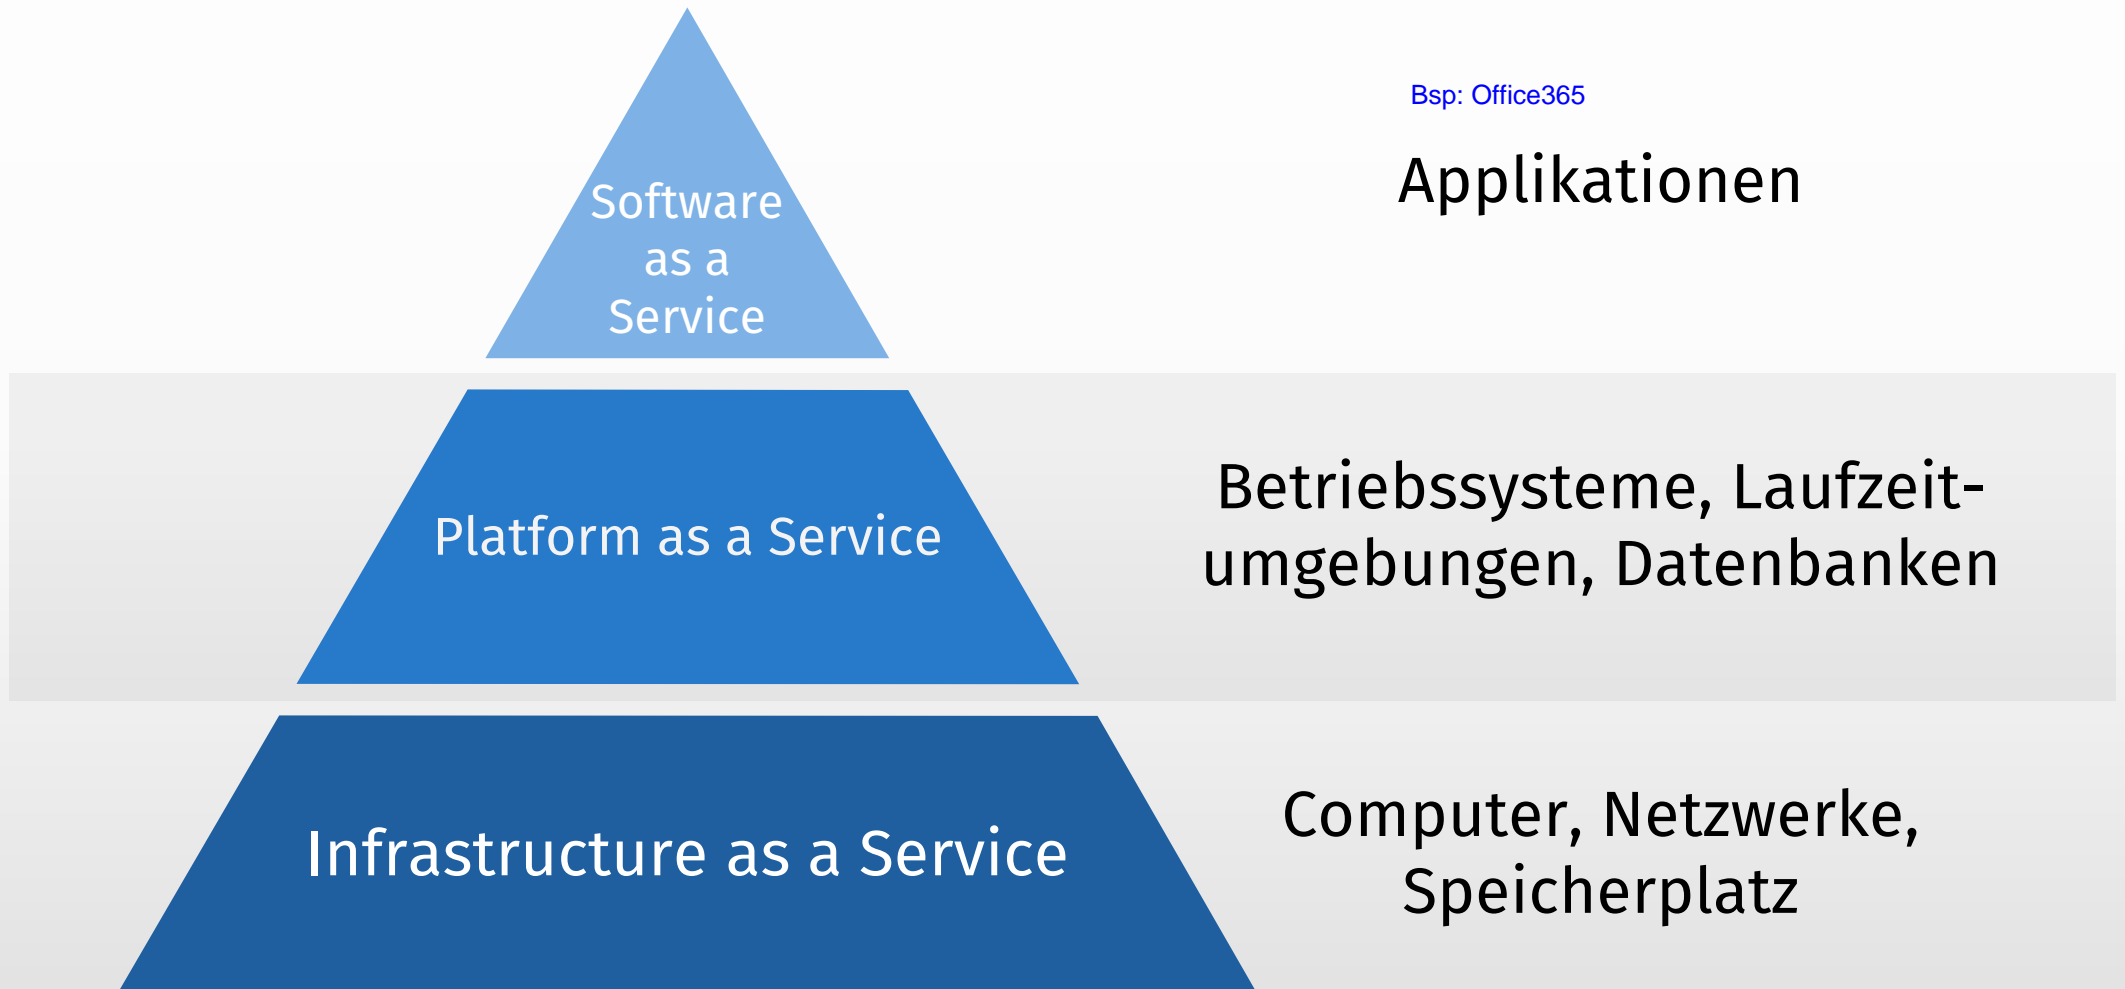 Bsp: Office365
Applikationen
Software
as a
Service
Betriebssysteme, Laufzeit-
umgebungen, Datenbanken
Platform as a Service
Computer, Netzwerke,
Speicherplatz
Infrastructure as a Service